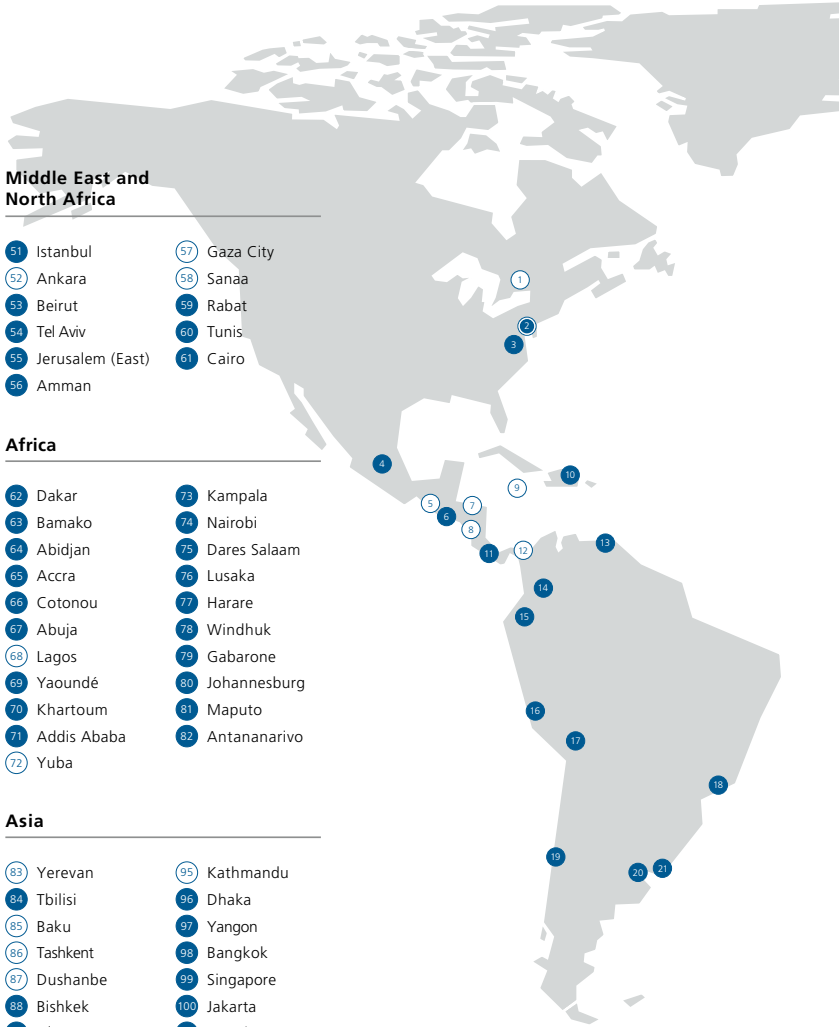 Middle East and
North Africa
51 Istanbul
52 Ankara
53 Beirut
54 Tel Aviv
55 Jerusalem (East)
56 Amman
57 Gaza City
58 Sanaa
59 Rabat
60 Tunis
61 Cairo
Africa
62 Dakar
63 Bamako
64 Abidjan
65 Accra
66 Cotonou
67 Abuja
68 Lagos
69 Yaoundé
70 Khartoum
71 Addis Ababa
72 Yuba
73 Kampala
74 Nairobi
75 Dares Salaam
76 Lusaka
77 Harare
78 Windhuk
79 Gabarone
80 Johannesburg
81 Maputo
82 Antananarivo
Asia
83 Yerevan
84 Tbilisi
85 Baku
86 Tashkent
87 Dushanbe
88 Bishkek
95 Kathmandu
96 Dhaka
97 Yangon
98 Bangkok
99 Singapore
100 Jakarta
1
2
3
4
5
6
7
8
9
10
11
12
13
14
15
16
17
18
19
20
21